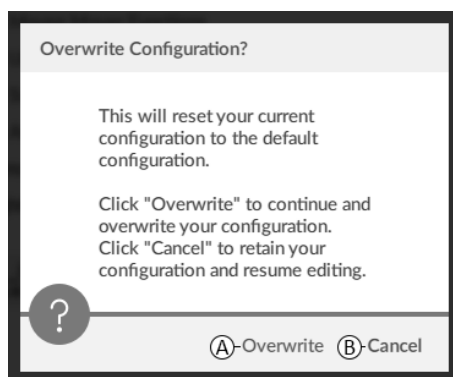 Overwrite Configuration?
This will reset your current
configuration to the default
configuration.
Click "Overwrite" to continue and
overwrite your configuration.
Click "Cancel" to retain your
configuration and resume editing.
?
Ⓐ-Overwrite Ⓑ-Cancel